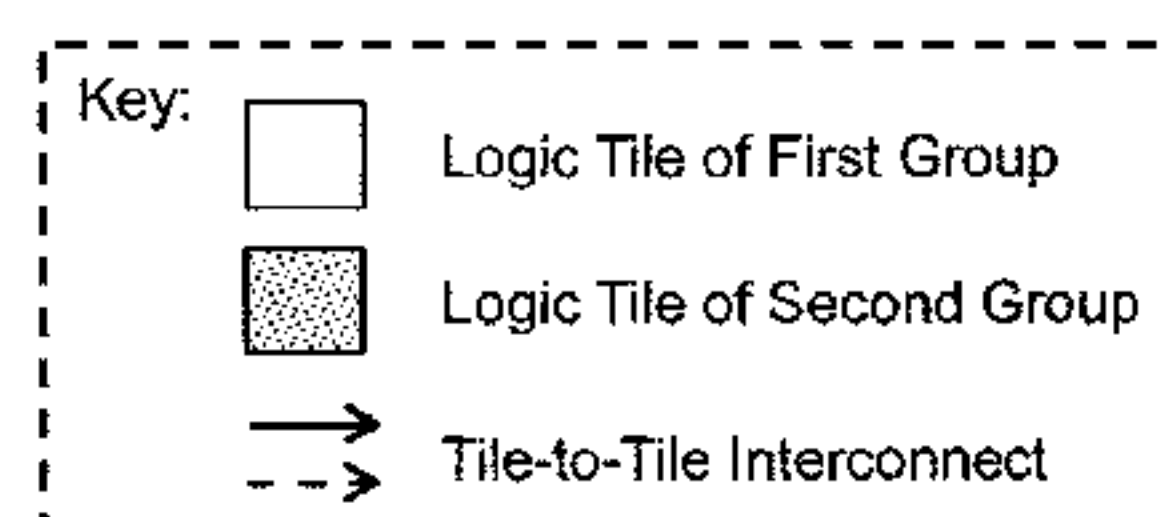 Key:
Logic Tile of First Group
Logic Tile of Second Group
Tile-to-Tile Interconnect